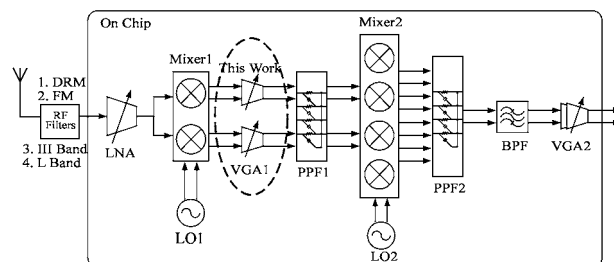 On Chip
Mixer2
Mixer1
This Work
1. DRM
2. FM
RF
Filters
3. III Band
4. L Band
LNA
VGA1
PPF1
PPF2
BPF
VGA2
LO1
LO2